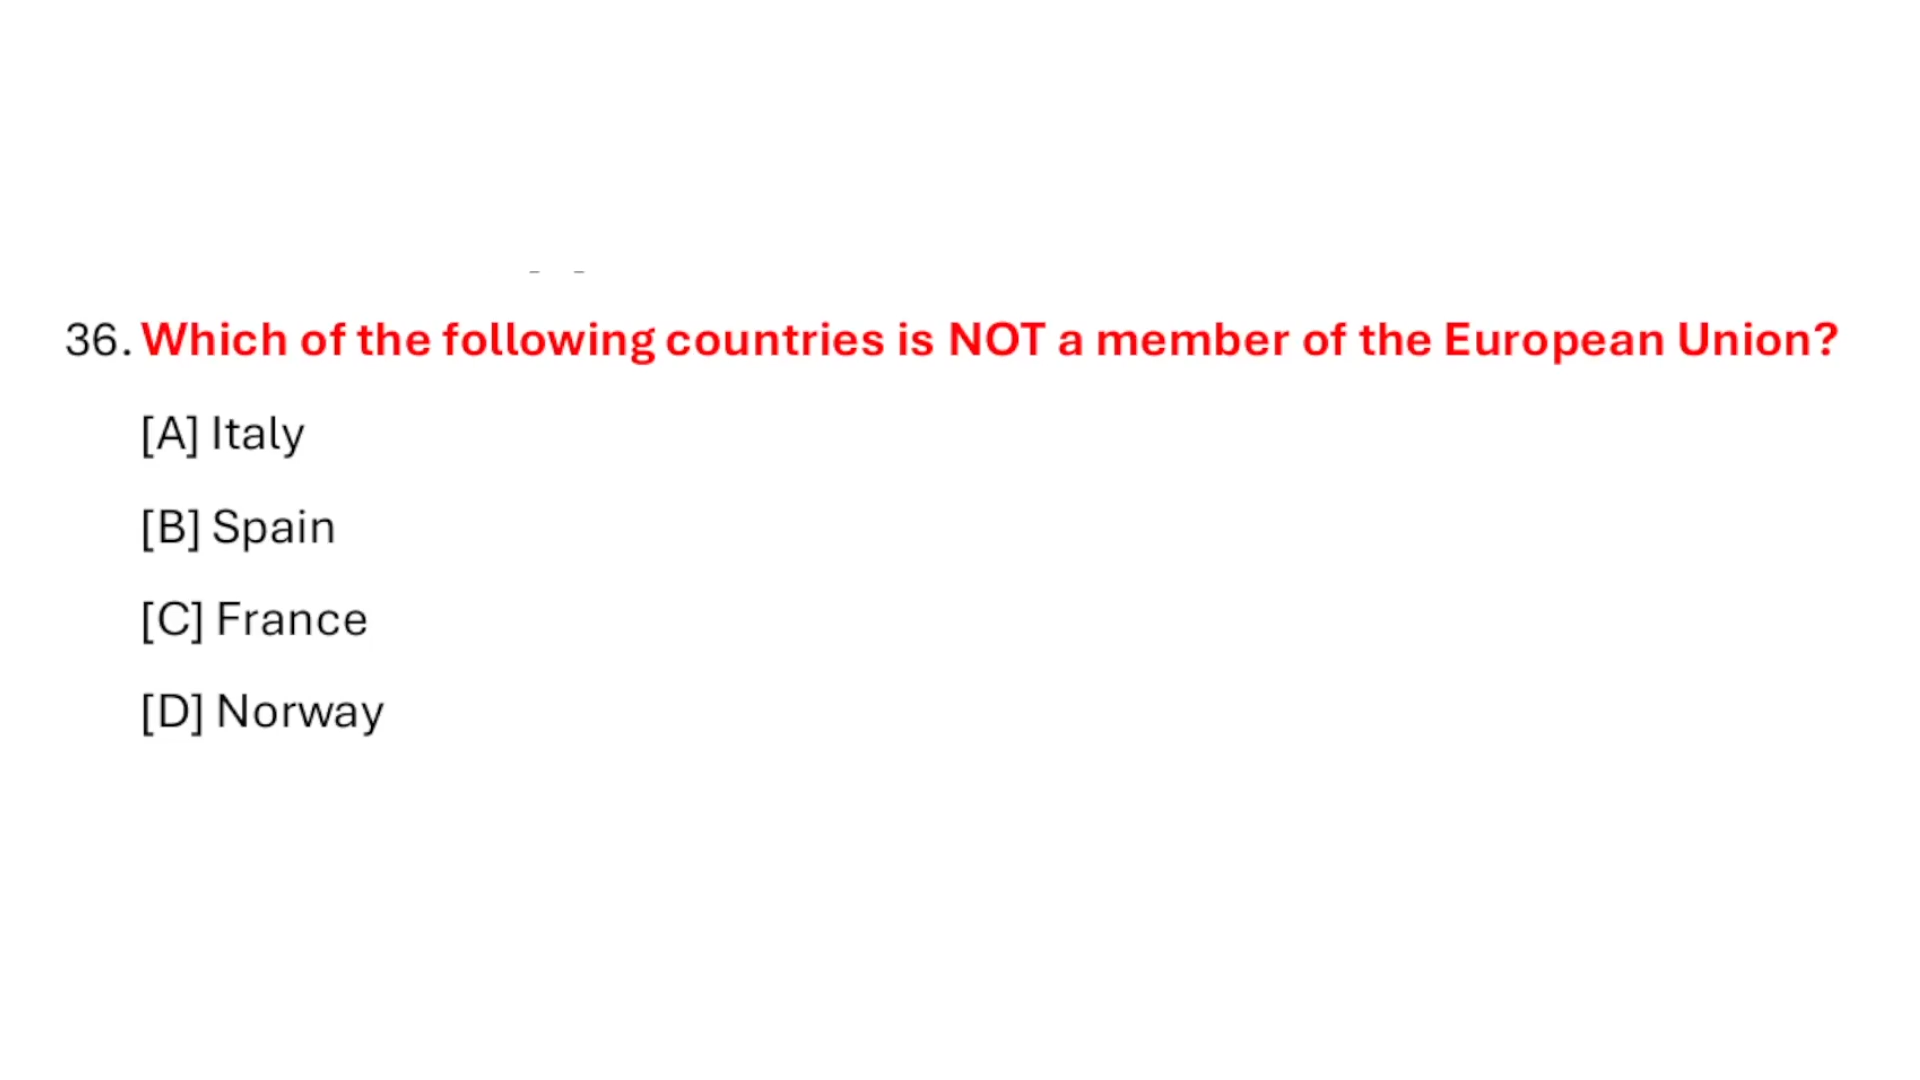 36. Which of the following countries is NOT a member of the European Union?
[A] Italy
[B] Spain
[C] France
[D] Norway